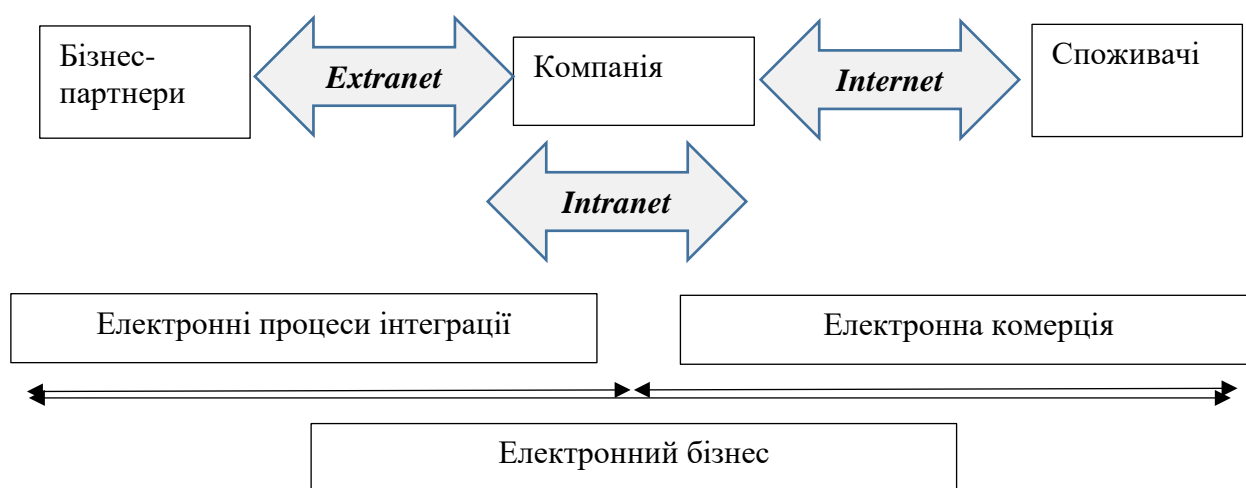 Бізнес-
партнери
Extranet
Компанія
Internet
Споживачі
Intranet
Електронні процеси інтеграції
Електронна комерція
Електронний бізнес